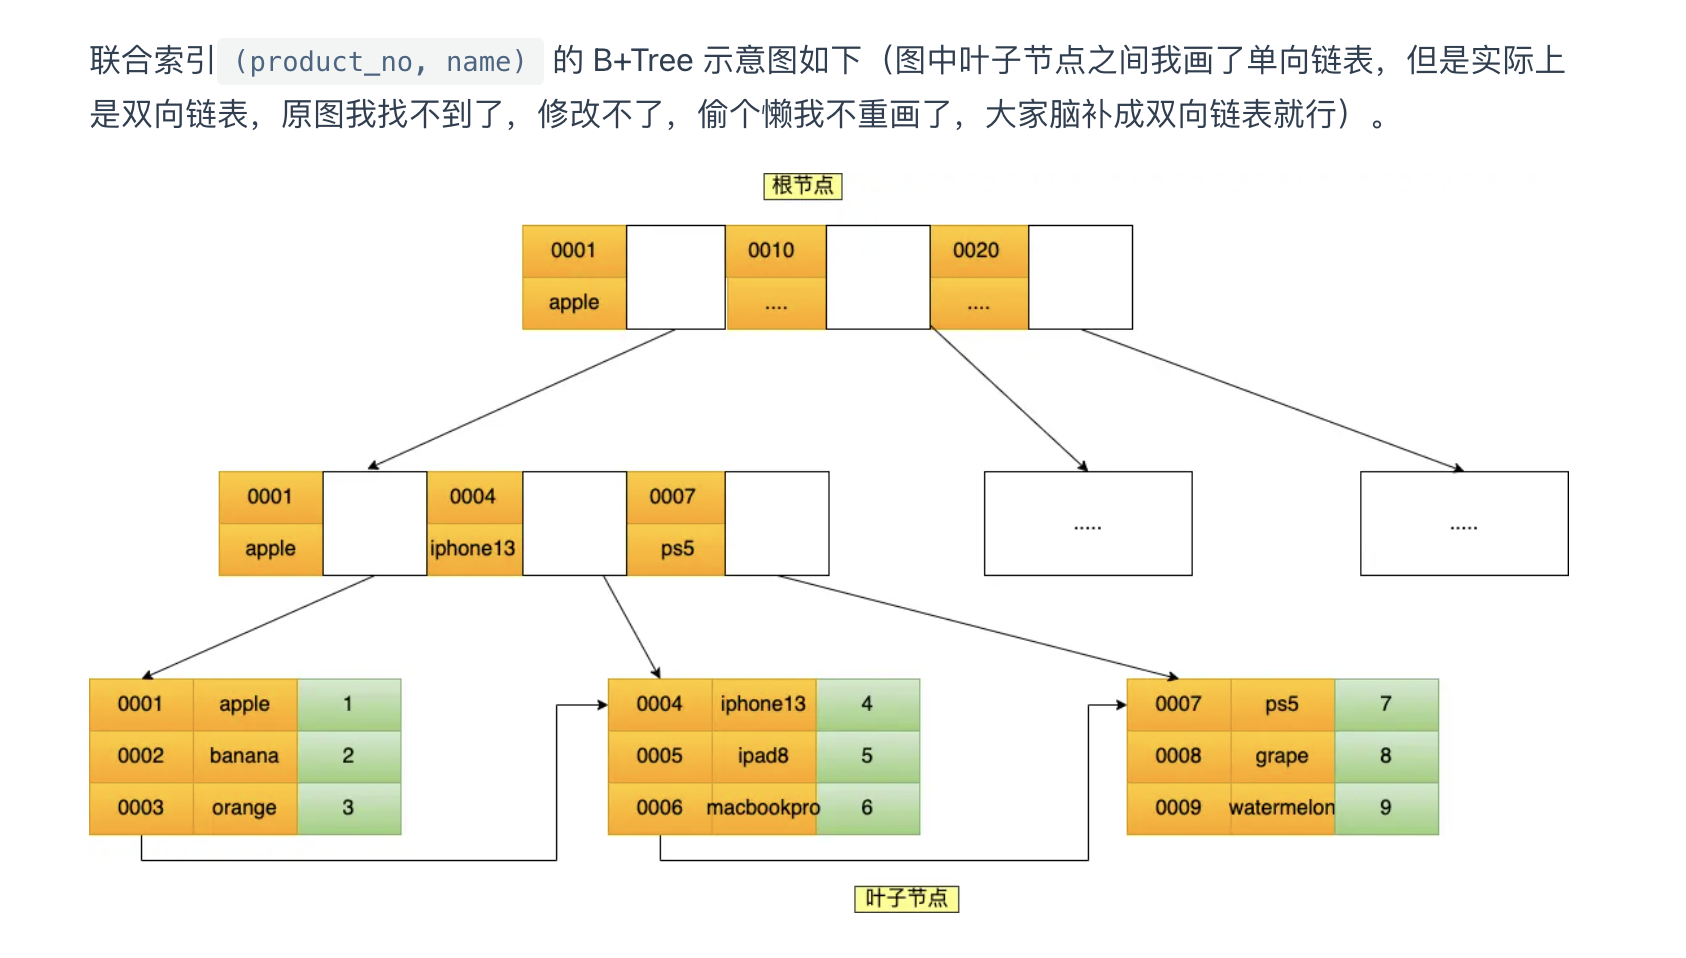 联合索引 (product_no, name) 的 B+Tree 示意图如下（图中叶子节点之间我画了单向链表，但是实际上
是双向链表，原图我找不到了，修改不了，偷个懒我不重画了，大家脑补成双向链表就行）。
根节点
0001 0010 0020
apple .... ....
0001 0004 0007
apple iphone13 ps5 ..... .....
0001 apple 1 0004 iphone13 4 0007 ps5 7
0002 banana 2 0005 ipad8 5 0008 grape 8
0003 orange 3 0006 macbookpro 6 0009 watermelon 9
叶子节点